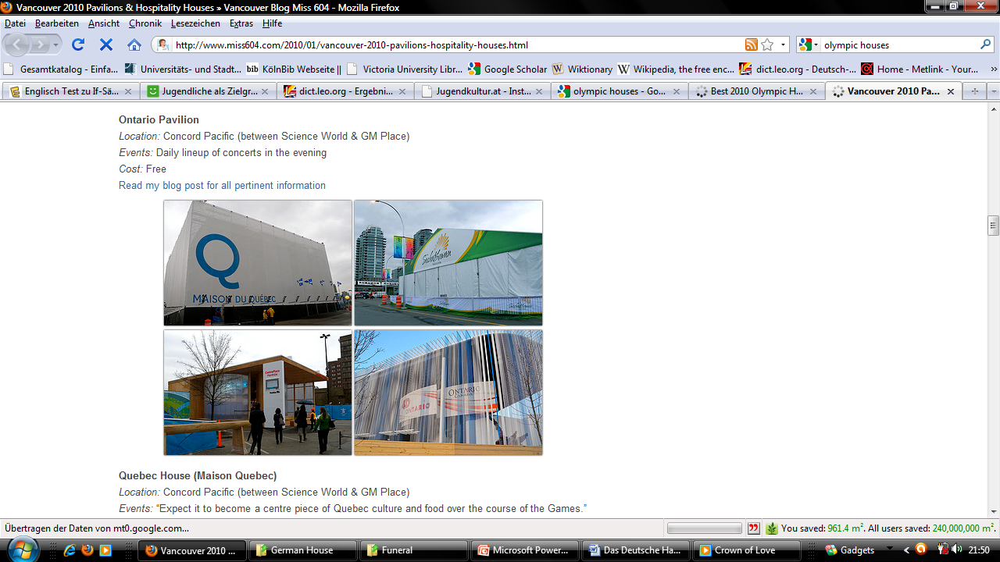 Vancouver 2010 Pavilions & Hospitality Houses » Vancouver Blog Miss 604 - Mozilla Firefox
Datei Bearbeiten Ansicht Chronik Lesezeichen Extras Hilfe
http://www.miss604.com/2010/01/vancouver-2010-pavilions-hospitality-houses.html
olympic houses
Gesamtkatalog - Einfa... Universitäts- und Stadt... bib KölnBib Webseite || Victoria University Libr... Google Scholar W Wiktionary W Wikipedia, the free enc... dict.leo.org - Deutsch-... Home - Metlink - Your... »
Englisch Test zu If-Sä... Jugendliche als Zielgr... dict.leo.org - Ergebni... Jugendkultur.at - Inst... olympic houses - Go... Best 2010 Olympic H... Vancouver 2010 Pa...
Ontario Pavilion
Location: Concord Pacific (between Science World & GM Place)
Events: Daily lineup of concerts in the evening
Cost: Free
Read my blog post for all pertinent information
Q
MAISON DU QUÉBEC
Saskatchewan
ONTARIO
Quebec House (Maison Quebec)
Location: Concord Pacific (between Science World & GM Place)
Events: “Expect it to become a centre piece of Quebec culture and food over the course of the Games.”
Übertragen der Daten von mt0.google.com...
You saved: 961.4 m². All users saved: 240,000,000 m².
Vancouver 2010 ... German House Funeral Microsoft Power... Das Deutsche Ha... Crown of Love Gadgets 21:50